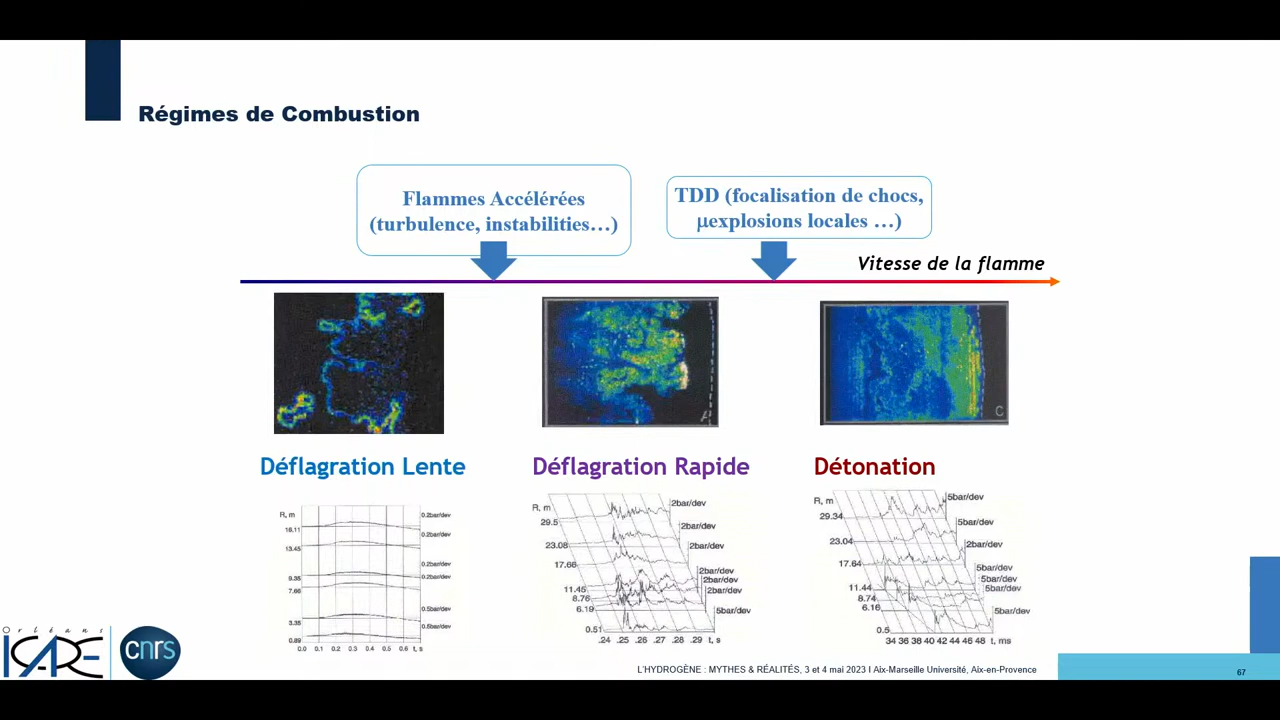 Régimes de Combustion
Flammes Accélérées
(turbulence, instabilities…)
TDD (focalisation de chocs,
µexplosions locales …)
Vitesse de la flamme
A
C
Déflagration Lente
Déflagration Rapide
Détonation
R, m
0.2bar/dev
16.11
0.2bar/dev
13.45
0.2bar/dev
9.38
0.2bar/dev
7.66
0.5bar/dev
3.35
0.5bar/dev
0.89
0.0 0.1 0.2 0.3 0.4 0.5 0.6 t, s
R, m
2bar/dev
29.5
2bar/dev
23.08
2bar/dev
17.66
2bar/dev
2bar/dev
11.45
2bar/dev
8.76
6.19
5bar/dev
0.51
.24 .25 .26 .27 .28 .29 t, s
R, m
5bar/dev
29.34
5bar/dev
23.04
2bar/dev
17.64
5bar/dev
5bar/dev
11.44
5bar/dev
8.74
6.16
5bar/dev
0.5
34 36 38 40 42 44 46 48 t, ms
Orléans
ICARE
cnrs
L'HYDROGÈNE : MYTHES & RÉALITÉS, 3 et 4 mai 2023 I Aix-Marseille Université, Aix-en-Provence
67